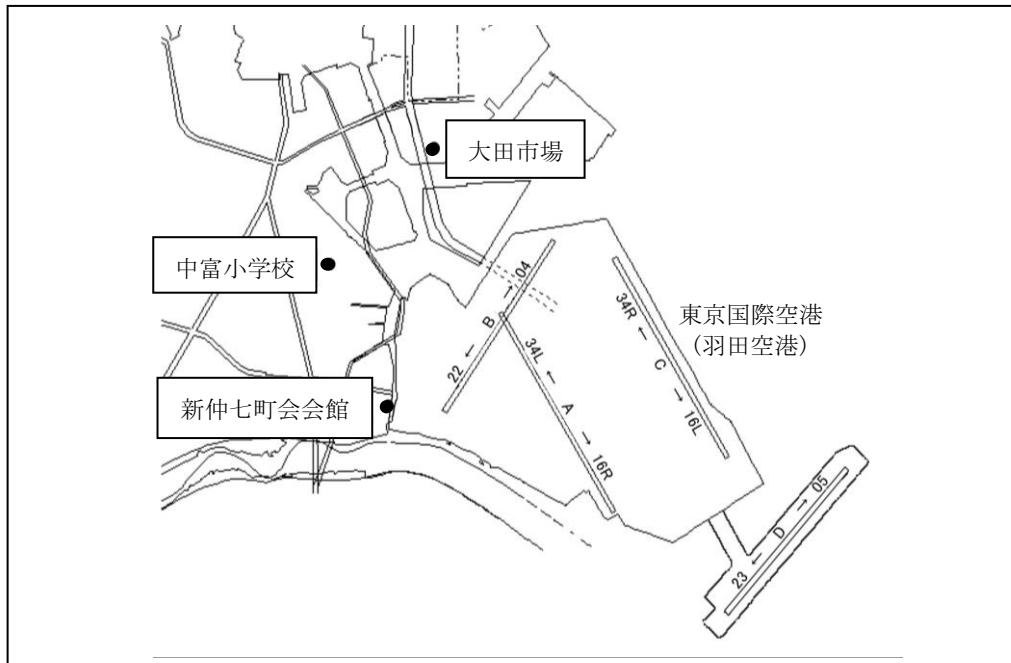 大田市場
中富小学校
新仲七町会会館
東京国際空港
(羽田空港)
04
B
22
34L
A
16R
34R
C
16L
05
D
23